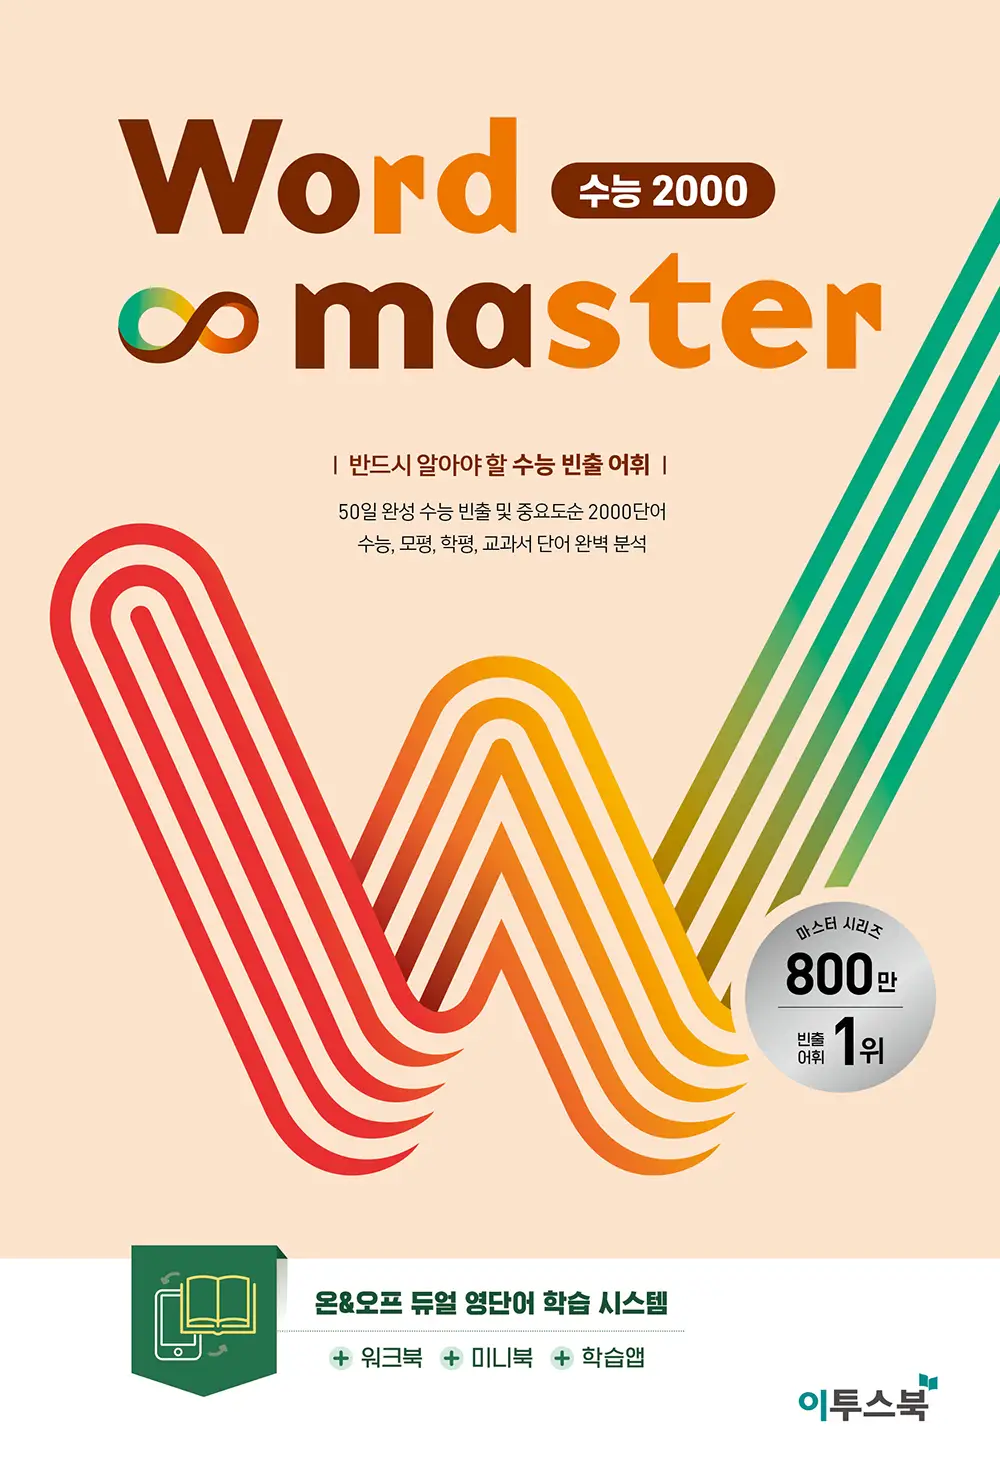 Word
수능 2000
master
| 반드시 알아야 할 수능 빈출 어휘 |
50일 완성 수능 빈출 및 중요도순 2000단어
수능, 모평, 학평, 교과서 단어 완벽 분석
마스터 시리즈
800만
빈출
어휘 1위
온&오프 듀얼 영단어 학습 시스템
+ 워크북 + 미니북 + 학습앱
이투스북